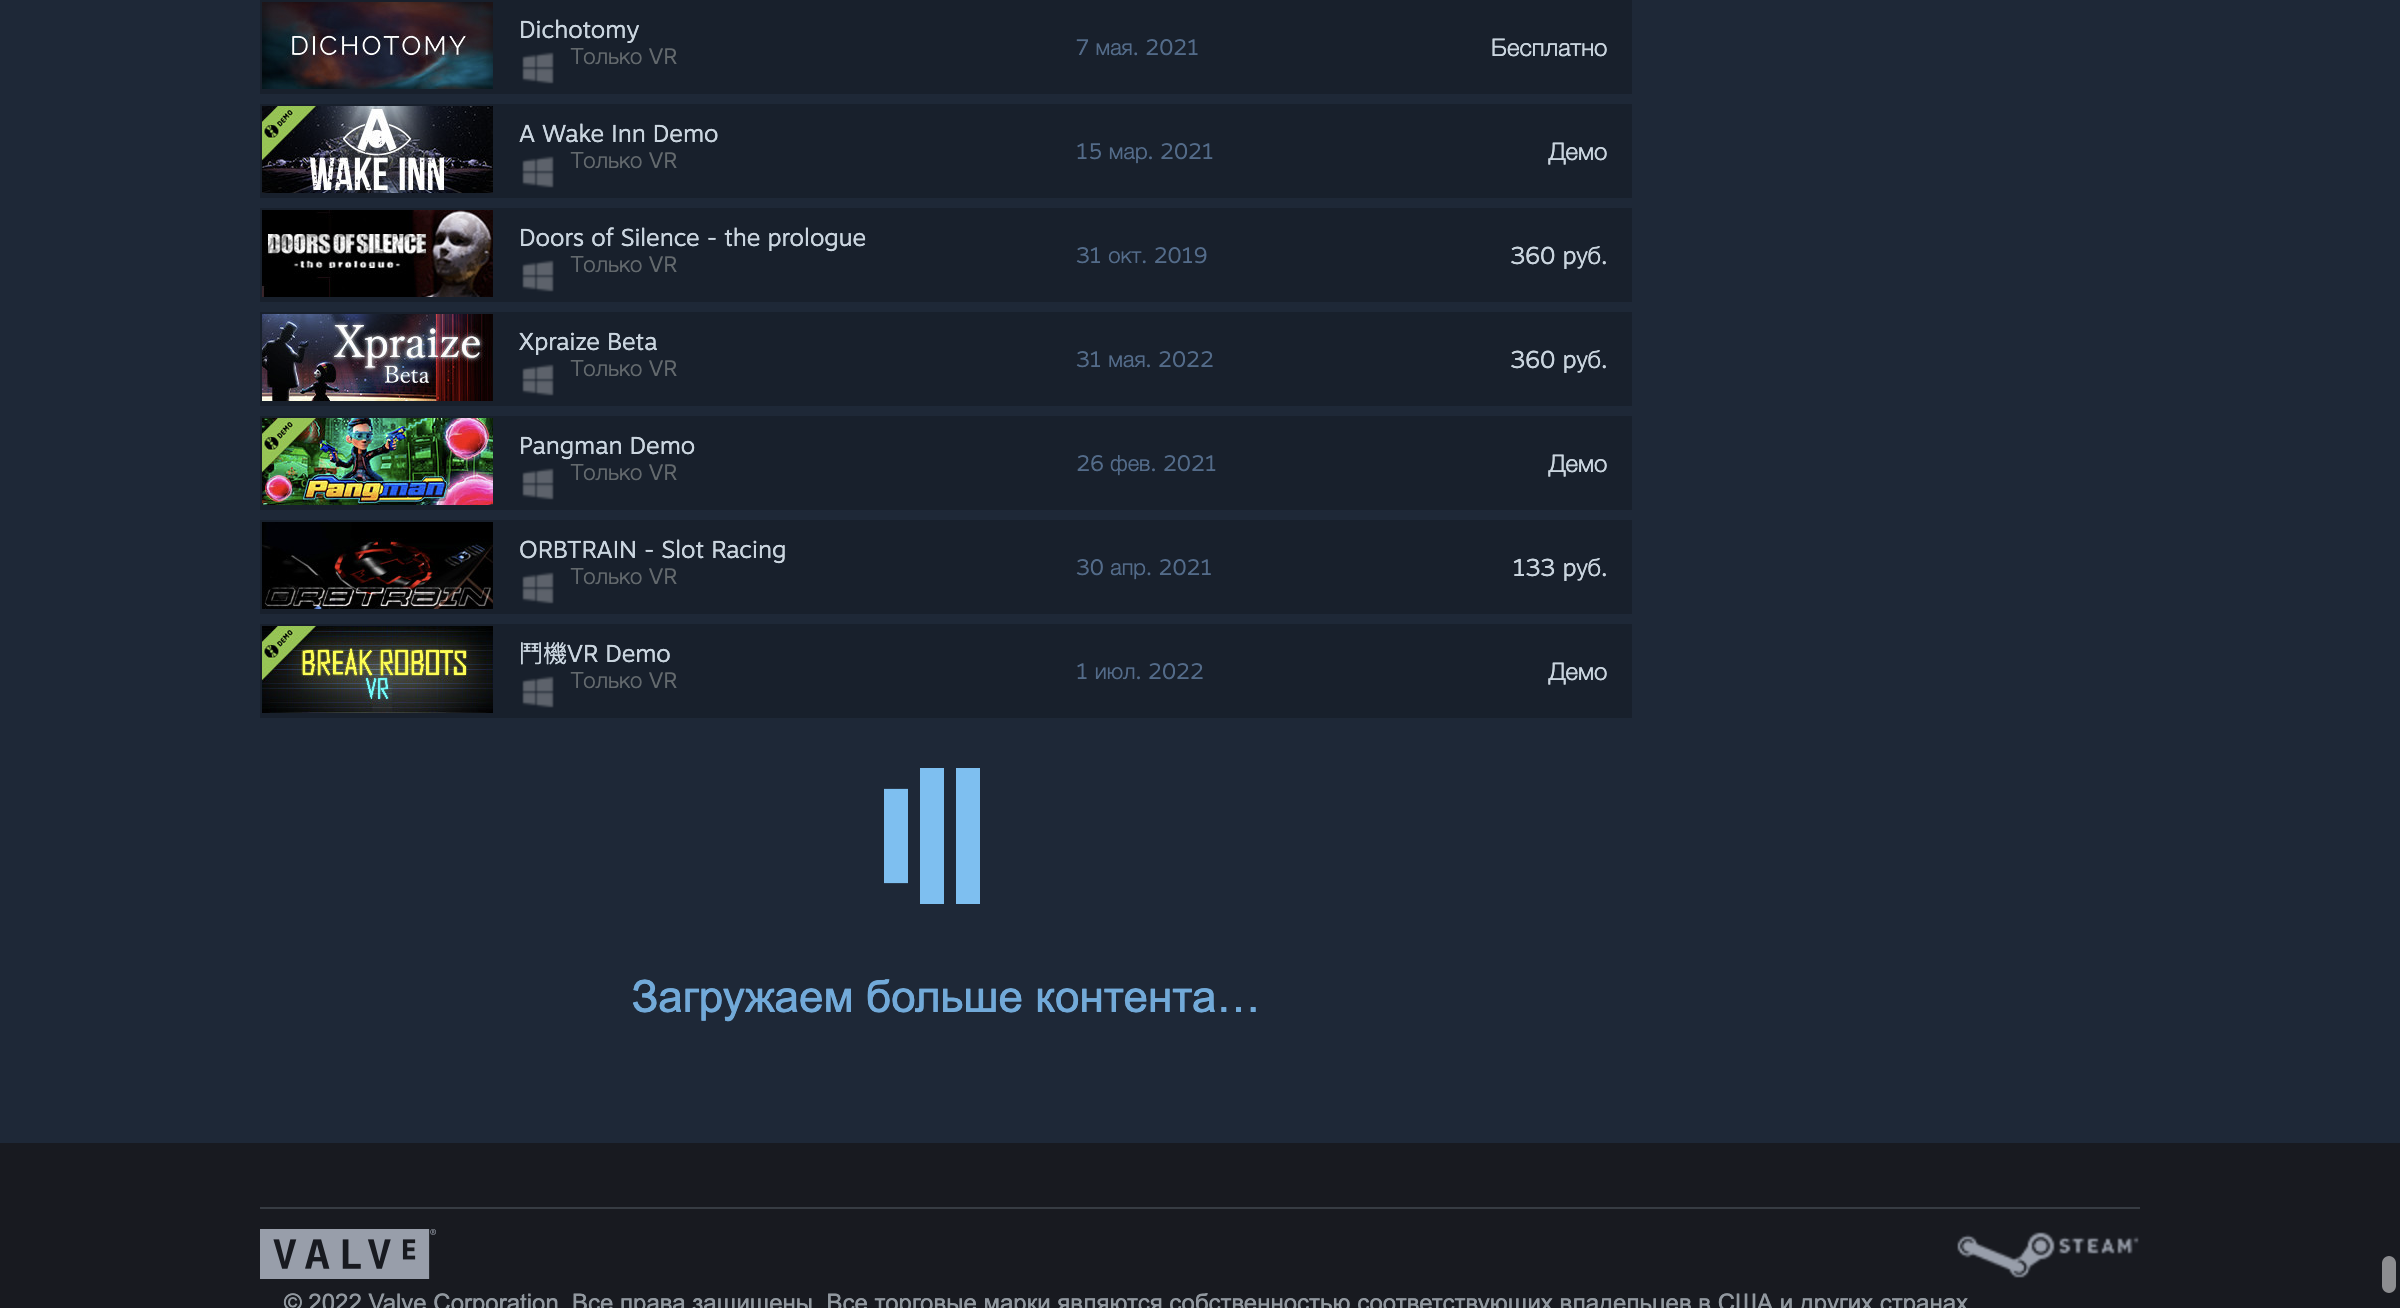 DICHOTOMY
Dichotomy
Только VR
7 мая. 2021
Бесплатно
DEMO
A WAKE INN
A Wake Inn Demo
Только VR
15 мар. 2021
Демо
DOORS OF SILENCE
-the prologue-
Doors of Silence - the prologue
Только VR
31 окт. 2019
360 руб.
Xpraize
Beta
Xpraize Beta
Только VR
31 мая. 2022
360 руб.
DEMO
Pangman
Pangman Demo
Только VR
26 фев. 2021
Демо
ORBTRAIN
ORBTRAIN - Slot Racing
Только VR
30 апр. 2021
133 руб.
DEMO
BREAK ROBOTS
VR
鬥機VR Demo
Только VR
1 июл. 2022
Демо
Загружаем больше контента…
VALVE®
STEAM
© 2022 Valve Corporation. Все права защищены. Все торговые марки являются собственностью соответствующих владельцев в США и других странах.